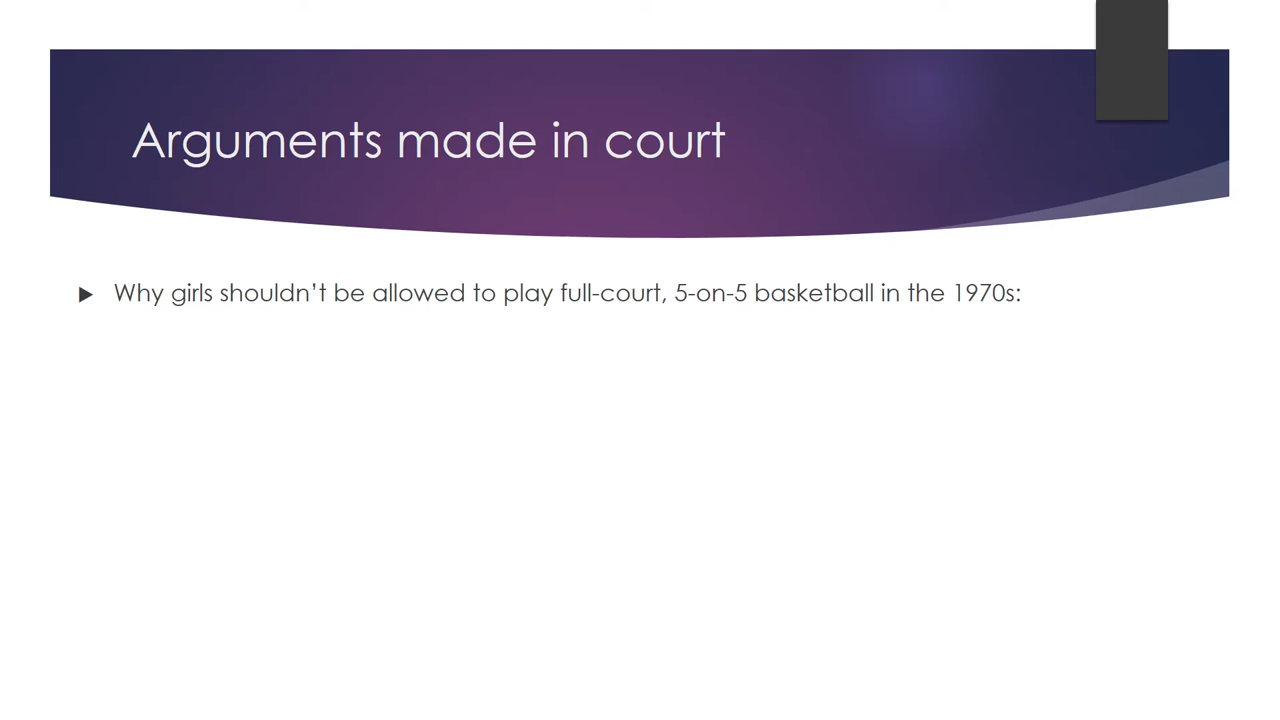 Arguments made in court
Why girls shouldn’t be allowed to play full-court, 5-on-5 basketball in the 1970s: